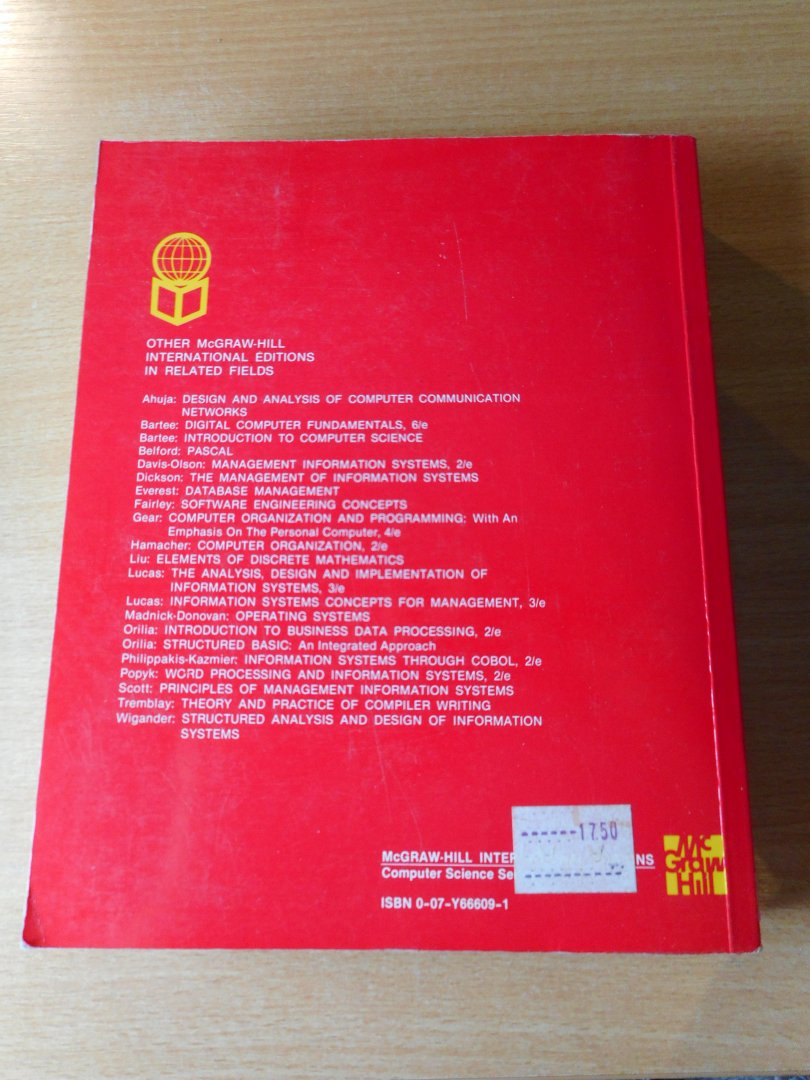 OTHER McGRAW-HILL
INTERNATIONAL EDITIONS
IN RELATED FIELDS
Ahuja: DESIGN AND ANALYSIS OF COMPUTER COMMUNICATION
NETWORKS
Bartee: DIGITAL COMPUTER FUNDAMENTALS, 6/e
Bartee: INTRODUCTION TO COMPUTER SCIENCE
Belford: PASCAL
Davis-Olson: MANAGEMENT INFORMATION SYSTEMS, 2/e
Dickson: THE MANAGEMENT OF INFORMATION SYSTEMS
Everest: DATABASE MANAGEMENT
Fairley: SOFTWARE ENGINEERING CONCEPTS
Gear: COMPUTER ORGANIZATION AND PROGRAMMING: With An
Emphasis On The Personal Computer, 4/e
Hamacher: COMPUTER ORGANIZATION, 2/e
Liu: ELEMENTS OF DISCRETE MATHEMATICS
Lucas: THE ANALYSIS, DESIGN AND IMPLEMENTATION OF
INFORMATION SYSTEMS, 3/e
Lucas: INFORMATION SYSTEMS CONCEPTS FOR MANAGEMENT, 3/e
Madnick-Donovan: OPERATING SYSTEMS
Orilia: INTRODUCTION TO BUSINESS DATA PROCESSING, 2/e
Orilia: STRUCTURED BASIC: An Integrated Approach
Philippakis-Kazmier: INFORMATION SYSTEMS THROUGH COBOL, 2/e
Popyk: WORD PROCESSING AND INFORMATION SYSTEMS, 2/e
Scott: PRINCIPLES OF MANAGEMENT INFORMATION SYSTEMS
Tremblay: THEORY AND PRACTICE OF COMPILER WRITING
Wigander: STRUCTURED ANALYSIS AND DESIGN OF INFORMATION
SYSTEMS
------1750
McGRAW-HILL
Computer Science
ISBN 0-07-Y66609-1
Mc
Graw
Hill